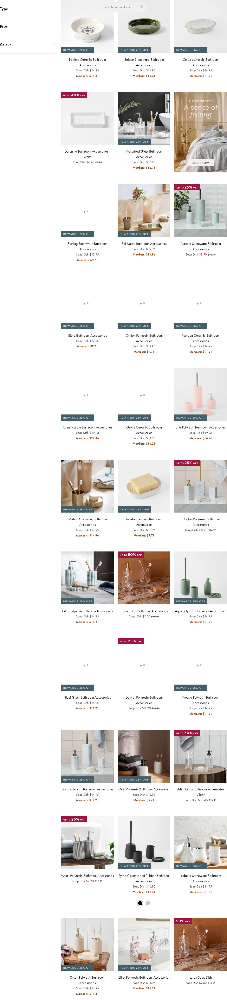 Type +
Search our products
Price +
Colour +
REWARDS 25% OFF
REWARDS 25% OFF
REWARDS 25% OFF
Poitiers Ceramic Bathroom
Accessories
Soap Dish $14.95
Members: $11.21
Solace Stoneware Bathroom
Accessories
Soap Dish $14.95
Members: $11.21
Celeste Mosaic Bathroom
Accessories
Soap Dish $14.95
Members: $11.21
UP TO 40% OFF
Dolomite Bathroom Accessories -
White
Soap Dish $6.70 $8.95
REWARDS 25% OFF
Waterford Glass Bathroom
Accessories
Soap Dish $16.95
Members: $12.71
THE TEXTURE EDIT
A sense of
feeling
SHOP NOW
REWARDS 25% OFF
Etching Stoneware Bathroom
Accessories
Soap Dish $12.95
Members: $9.71
REWARDS 25% OFF
Sai Metal Bathroom Accessories
Soap Dish $19.95
Members: $14.96
UP TO 25% OFF
Almada Stoneware Bathroom
Accessories
Soap Dish $9.70 $12.95
REWARDS 25% OFF
Elora Bathroom Accessories
Soap Dish $12.95
Members: $9.71
REWARDS 25% OFF
Chilton Polyresin Bathroom
Accessories
Soap Dish $12.95
Members: $9.71
REWARDS 25% OFF
Morgan Ceramic Bathroom
Accessories
Soap Dish $14.95
Members: $11.21
REWARDS 25% OFF
Aven Marble Bathroom Accessories
Soap Dish $29.95
Members: $22.46
REWARDS 25% OFF
Grove Ceramic Bathroom
Accessories
Soap Dish $14.95
Members: $11.21
REWARDS 25% OFF
Elle Polyresin Bathroom Accessories
Soap Dish $19.95
Members: $14.96
REWARDS 25% OFF
Mehar Aluminium Bathroom
Accessories
Soap Dish $19.95
Members: $14.96
REWARDS 25% OFF
Amelie Ceramic Bathroom
Accessories
Soap Dish $12.95
Members: $9.71
UP TO 25% OFF
Clayton Polyresin Bathroom
Accessories
Soap Dish $11.20 $14.95
REWARDS 25% OFF
Tyler Polyresin Bathroom Accessories
Soap Dish $14.95
Members: $11.21
UP TO 50% OFF
Loren Glass Bathroom Accessories
Soap Dish $7.50 $14.95
REWARDS 25% OFF
Argo Polyresin Bathroom Accessories
Soap Dish $14.95
Members: $11.21
REWARDS 25% OFF
Staci Glass Bathroom Accessories
Soap Dish $14.95
Members: $11.21
UP TO 25% OFF
Denver Polyresin Bathroom
Accessories
Soap Dish $11.20 $14.95
REWARDS 25% OFF
Weave Polyresin Bathroom
Accessories
Soap Dish $14.95
Members: $11.21
REWARDS 25% OFF
Doric Polyresin Bathroom Accessories
Soap Dish $14.95
Members: $11.21
REWARDS 25% OFF
Odin Polyresin Bathroom Accessories
Soap Dish $12.95
Members: $9.71
UP TO 30% OFF
Tylden Glass Bathroom Accessories -
Clear
Soap Dish $10.45 $14.95
UP TO 25% OFF
Wyatt Polyresin Bathroom Accessories
Soap Dish $9.70 $12.95
REWARDS 25% OFF
Rylee Ceramic and Rubber Bathroom
Accessories
Soap Dish $14.95
Members: $11.21
REWARDS 25% OFF
Isabella Stoneware Bathroom
Accessories
Soap Dish $14.95
Members: $11.21
REWARDS 25% OFF
Orson Polyresin Bathroom
Accessories
Soap Dish $14.95
Members: $11.21
REWARDS 25% OFF
Elliot Polyresin Bathroom Accessories
Soap Dish $14.95
Members: $11.21
50% OFF
Loren Soap Dish
Soap Dish $7.50 $14.95